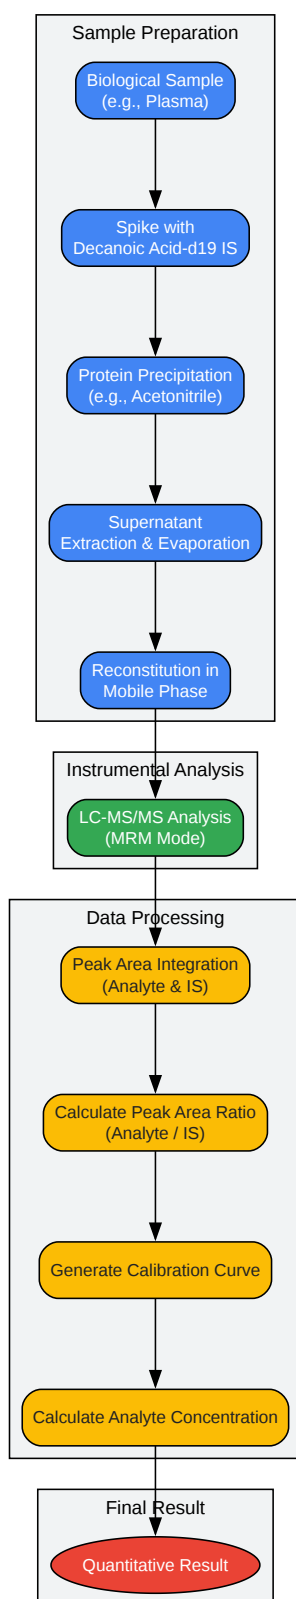 Sample Preparation
Biological Sample
(e.g., Plasma)
Spike with
Decanoic Acid-d19 IS
Protein Precipitation
(e.g., Acetonitrile)
Supernatant
Extraction & Evaporation
Reconstitution in
Mobile Phase
Instrumental Analysis
LC-MS/MS Analysis
(MRM Mode)
Data Processing
Peak Area Integration
(Analyte & IS)
Calculate Peak Area Ratio
(Analyte / IS)
Generate Calibration Curve
Calculate Analyte Concentration
Final Result
Quantitative Result